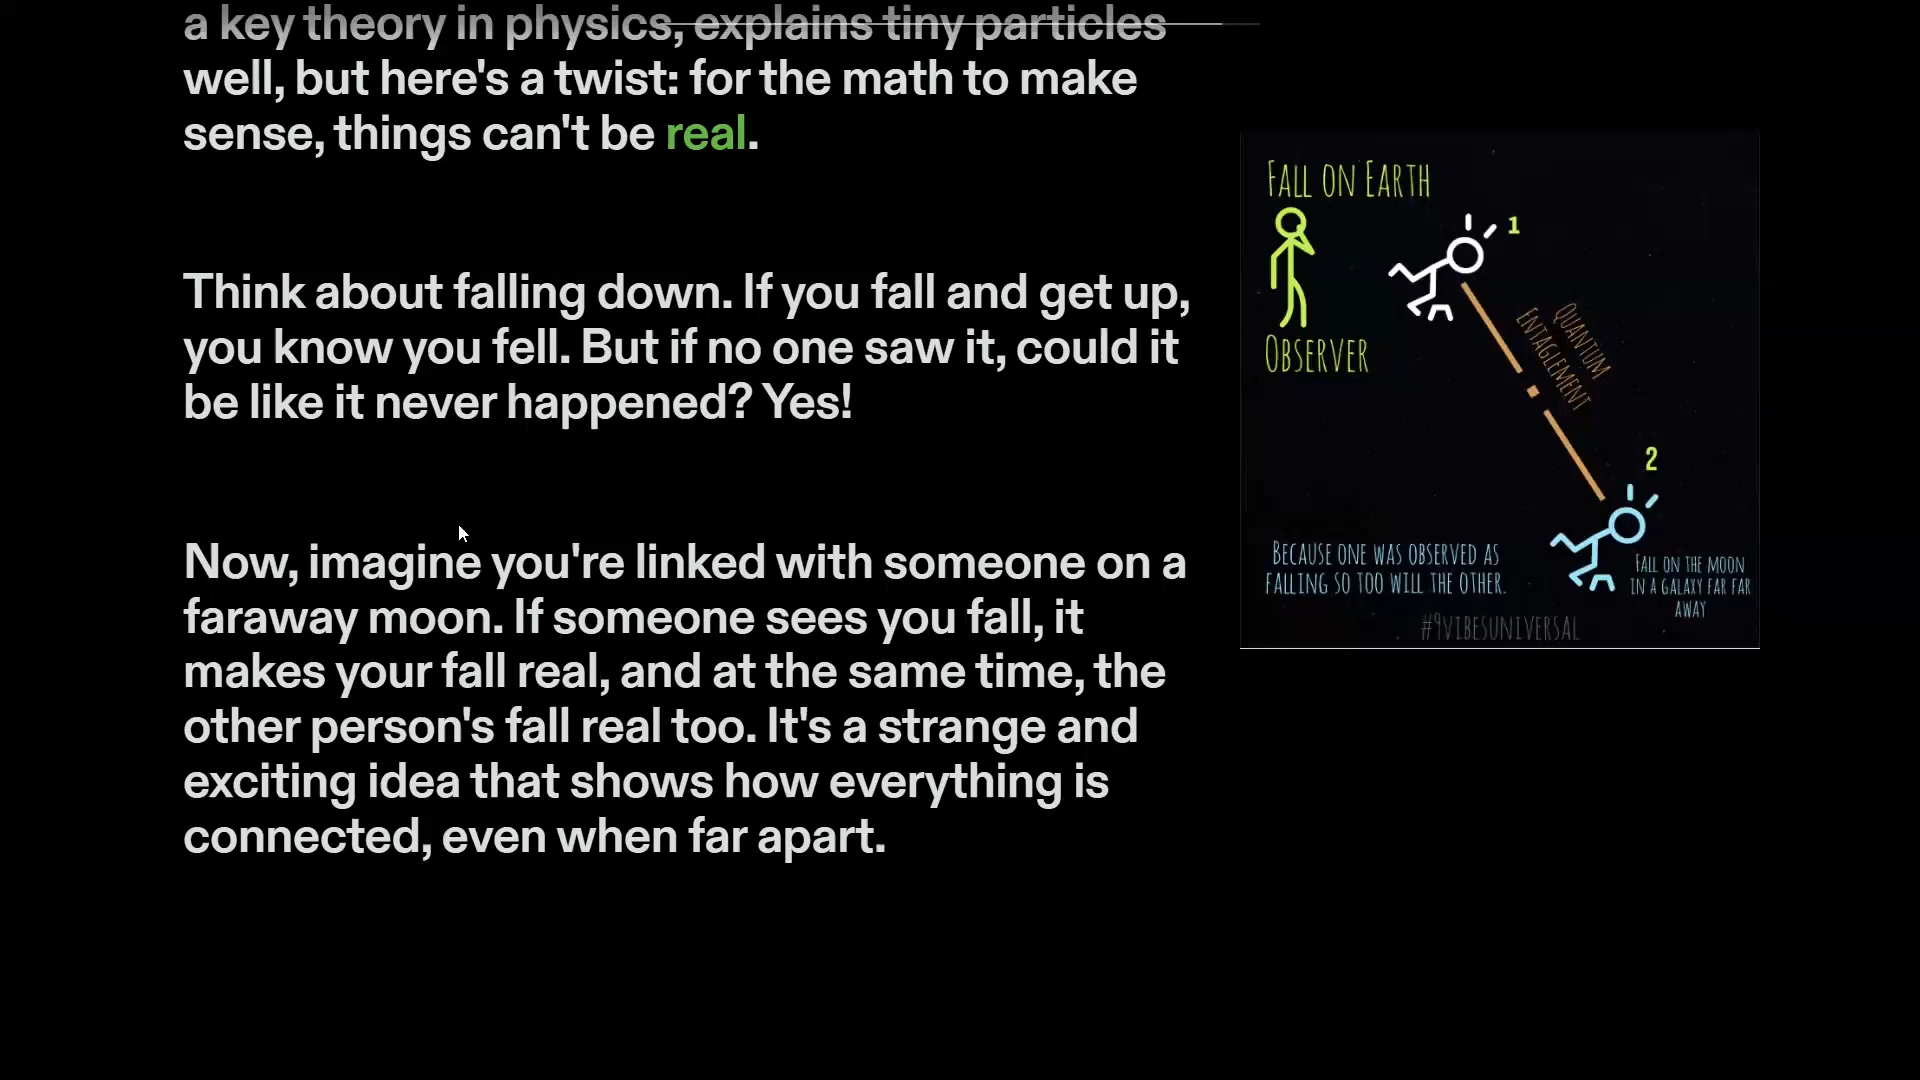 a key theory in physics, explains tiny particles
well, but here's a twist: for the math to make
sense, things can't be real.
Think about falling down. If you fall and get up,
you know you fell. But if no one saw it, could it
be like it never happened? Yes!
Now, imagine you're linked with someone on a
faraway moon. If someone sees you fall, it
makes your fall real, and at the same time, the
other person's fall real too. It's a strange and
exciting idea that shows how everything is
connected, even when far apart.
FALL ON EARTH
1
OBSERVER
QUANTUM
ENTAGLEMENT
2
BECAUSE ONE WAS OBSERVED AS
FALLING SO TOO WILL THE OTHER.
FALL ON THE MOON
IN A GALAXY FAR FAR
AWAY
#9VIBESUNIVERSAL